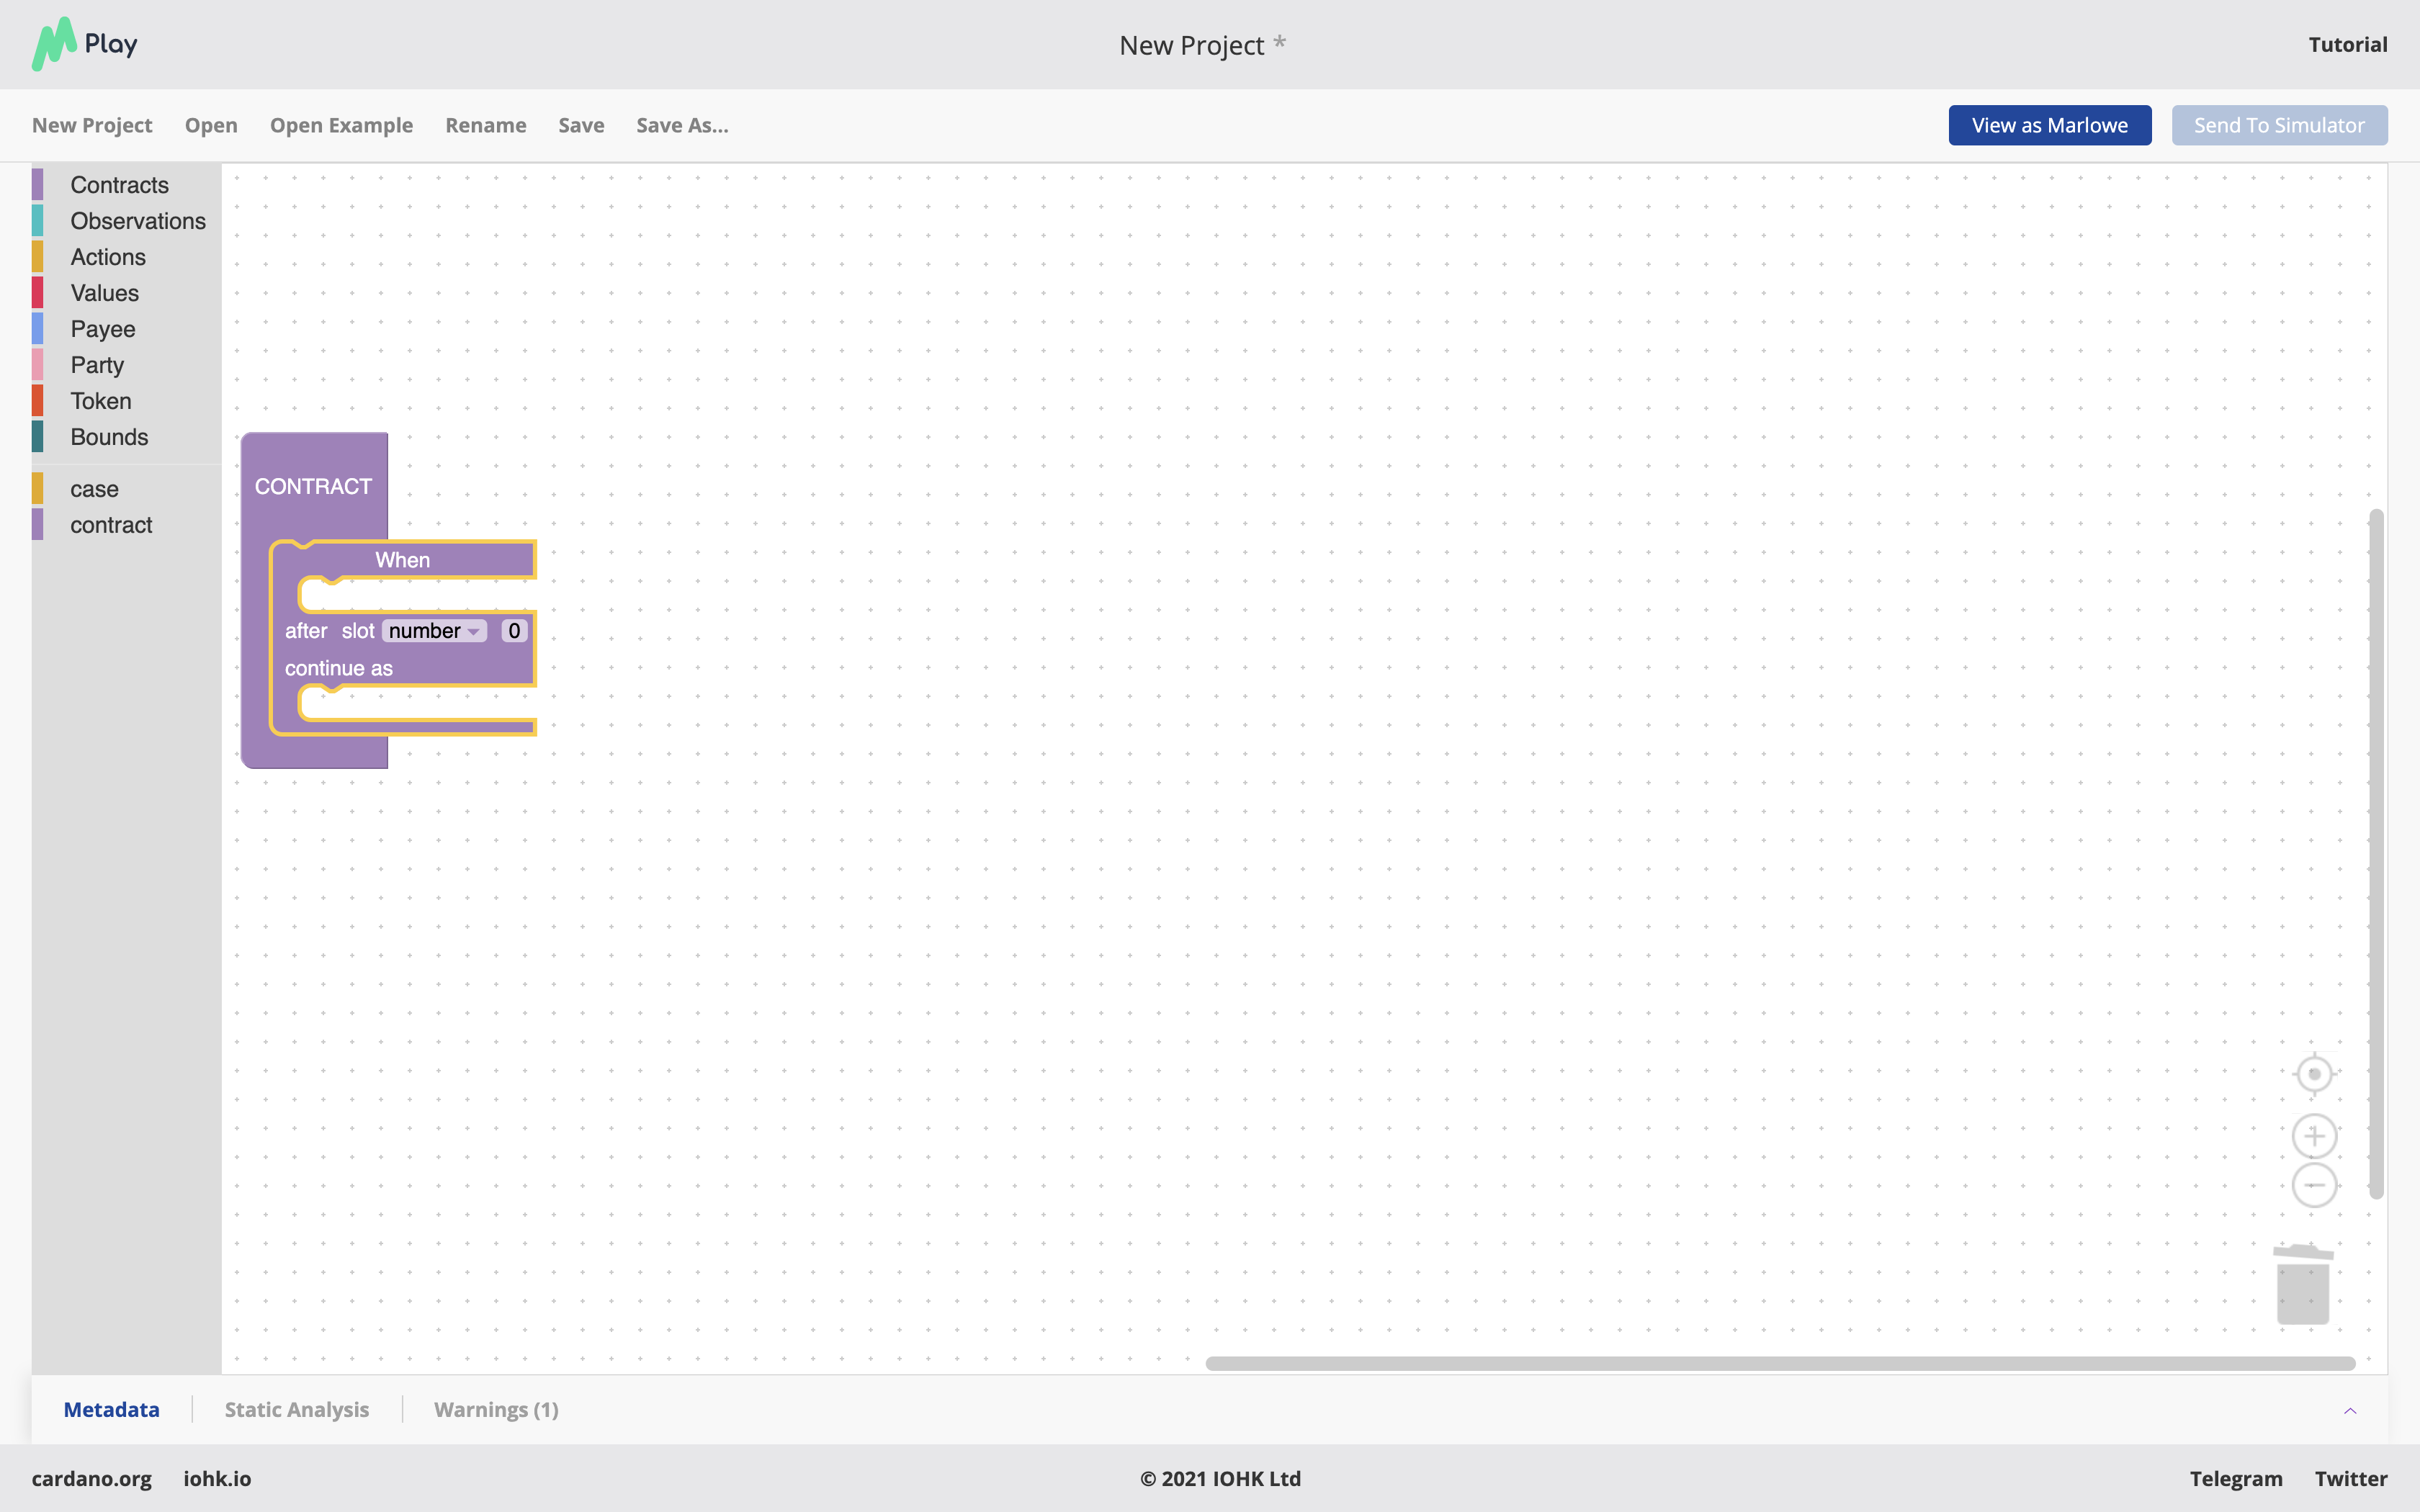 Play
New Project *
Tutorial
New Project
Open
Open Example
Rename
Save
Save As...
View as Marlowe
Send To Simulator
Contracts
Observations
Actions
Values
Payee
Party
Token
Bounds
case
contract
CONTRACT
When
after slot number 0
continue as
Metadata
Static Analysis
Warnings (1)
cardano.org
iohk.io
© 2021 IOHK Ltd
Telegram
Twitter